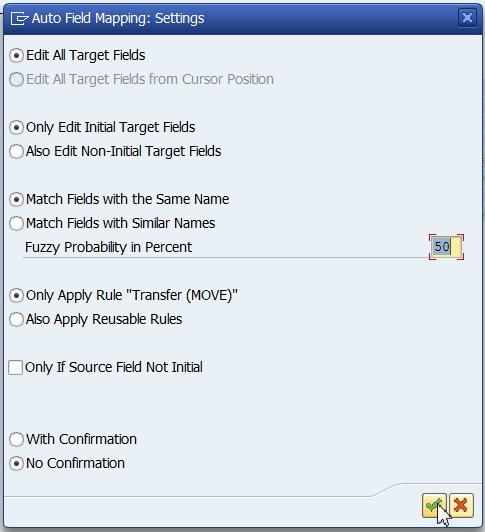 Auto Field Mapping: Settings
Edit All Target Fields
Edit All Target Fields from Cursor Position
Only Edit Initial Target Fields
Also Edit Non-Initial Target Fields
Match Fields with the Same Name
Match Fields with Similar Names
Fuzzy Probability in Percent 50
Only Apply Rule "Transfer (MOVE)"
Also Apply Reusable Rules
Only If Source Field Not Initial
With Confirmation
No Confirmation